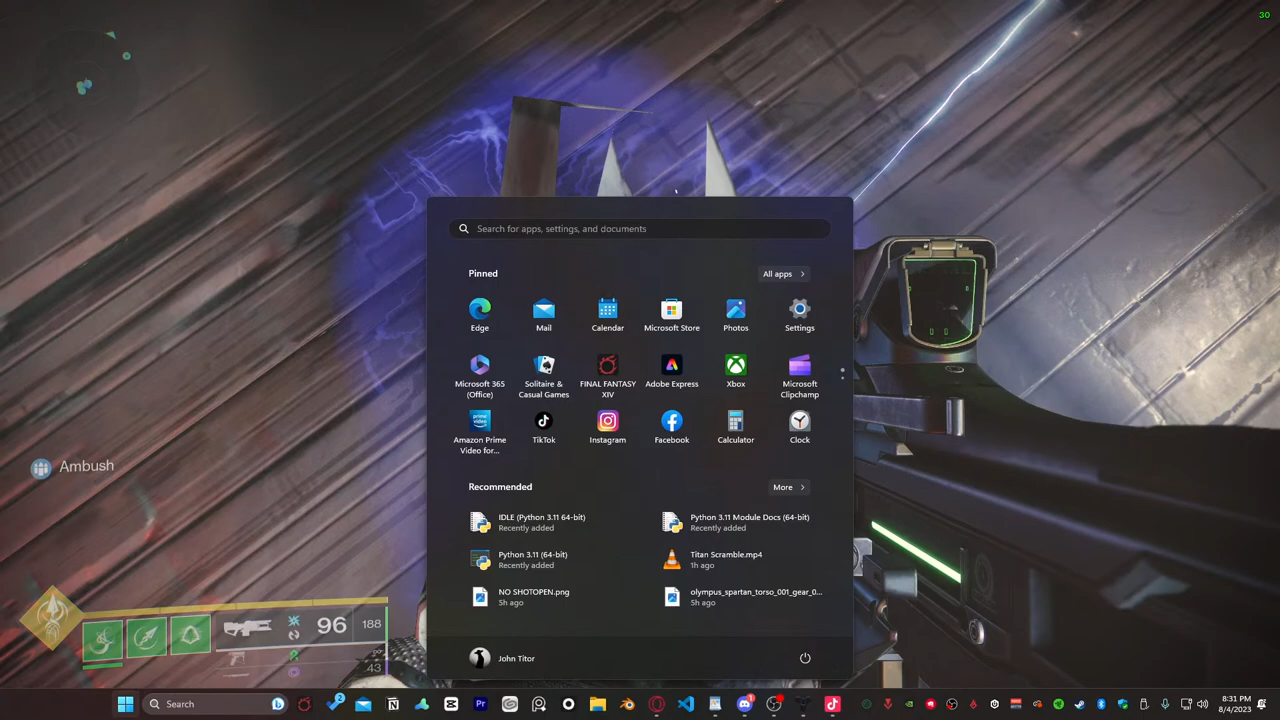 30
Search for apps, settings, and documents
Pinned
All apps
Edge
Mail
Calendar
Microsoft Store
Photos
Settings
Microsoft 365
(Office)
Solitaire &
Casual Games
FINAL FANTASY
XIV
Adobe Express
Xbox
Microsoft
Clipchamp
Amazon Prime
Video for...
TikTok
Instagram
Facebook
Calculator
Clock
Ambush
Recommended
More
IDLE (Python 3.11 64-bit)
Recently added
Python 3.11 Module Docs (64-bit)
Recently added
Python 3.11 (64-bit)
Recently added
Titan Scramble.mp4
1h ago
NO SHOTOPEN.png
5h ago
olympus_spartan_torso_001_gear_0...
5h ago
96
188
43
John Titor
Search
8:31 PM
8/4/2023